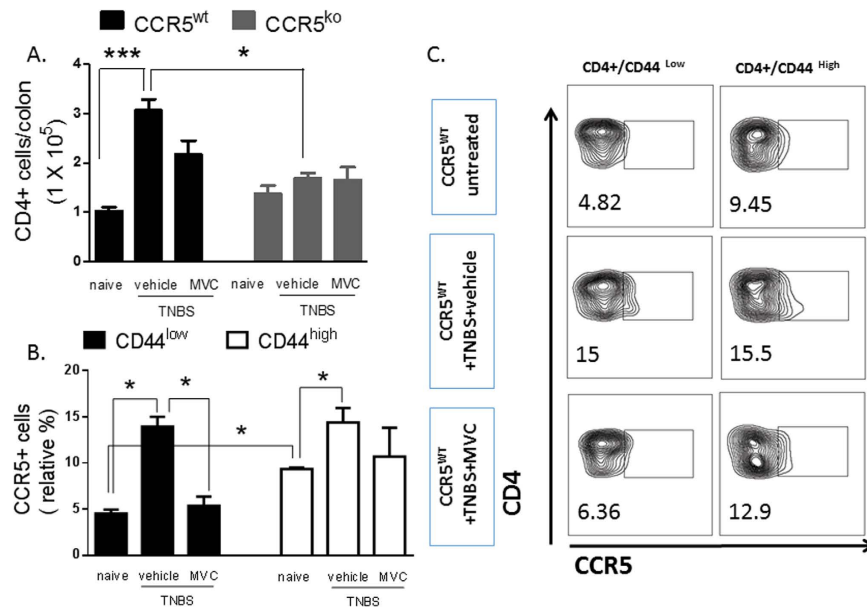 CCR5wt CCR5ko
A.
*** *
CD4+ cells/colon
(1 X 10^5)
4
3
2
1
0
naive vehicle MVC naive vehicle MVC
TNBS TNBS
B.
CD44low CD44high
CCR5+ cells
( relative %)
20
15
10
5
0
* * * *
naive vehicle MVC naive vehicle MVC
TNBS TNBS
C.
CD4+/CD44 Low CD4+/CD44 High
CCR5WT
untreated
4.82 9.45
CCR5WT
+TNBS+vehicle
15 15.5
CCR5WT
+TNBS+MVC
6.36 12.9
CD4
CCR5